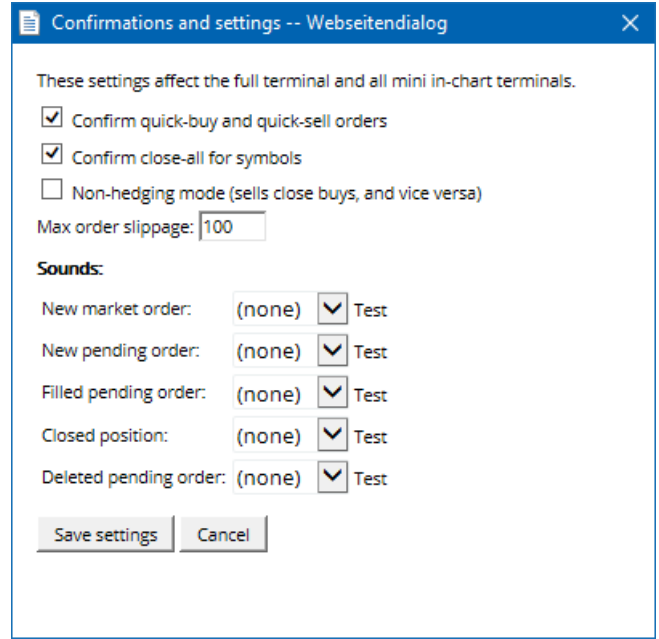 Confirmations and settings -- Webseitendialog
These settings affect the full terminal and all mini in-chart terminals.
Confirm quick-buy and quick-sell orders
Confirm close-all for symbols
Non-hedging mode (sells close buys, and vice versa)
Max order slippage: 100
Sounds:
New market order: (none) Test
New pending order: (none) Test
Filled pending order: (none) Test
Closed position: (none) Test
Deleted pending order: (none) Test
Save settings Cancel